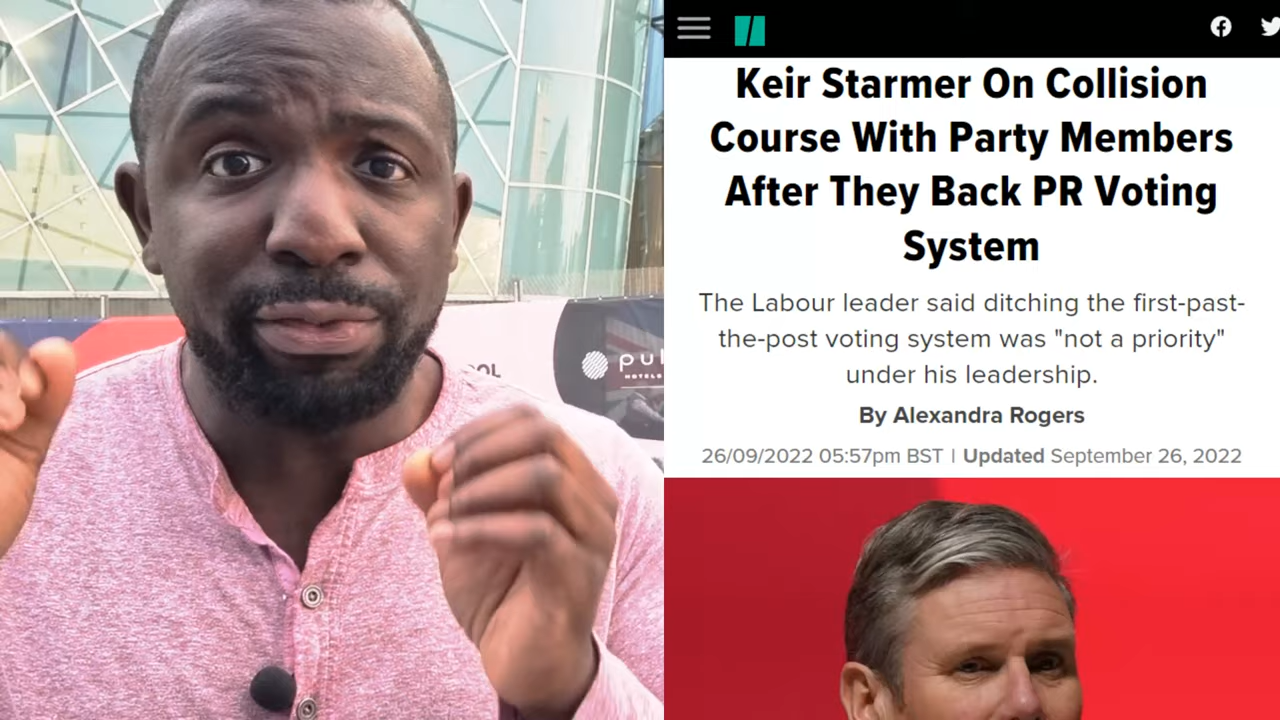 Keir Starmer On Collision
Course With Party Members
After They Back PR Voting
System
The Labour leader said ditching the first-past-
the-post voting system was "not a priority"
under his leadership.
By Alexandra Rogers
26/09/2022 05:57pm BST | Updated September 26, 2022
HOTELS